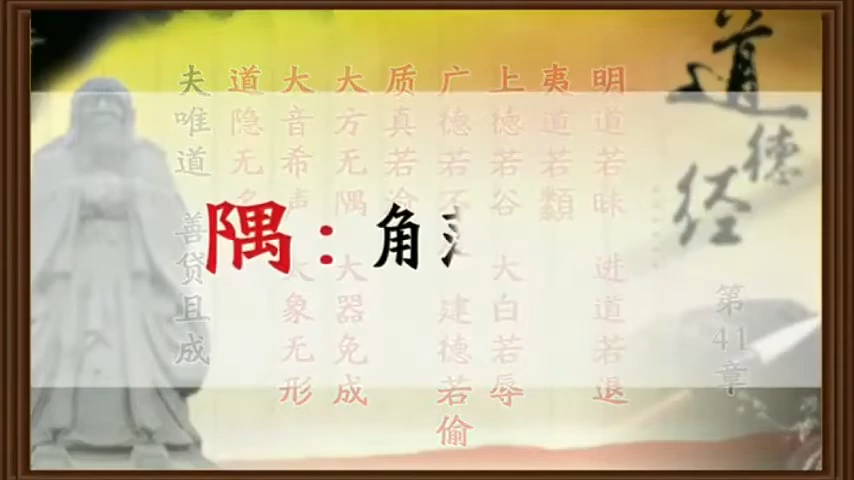 道德经
第41章
明道若昧 进道若退
夷道若類
上德若谷 大白若辱
广德若不 建德若偷
质真若渝
大方无隅 大器免成
大音希声 大象无形
道隐无名
夫唯道 善贷且成
隅：角